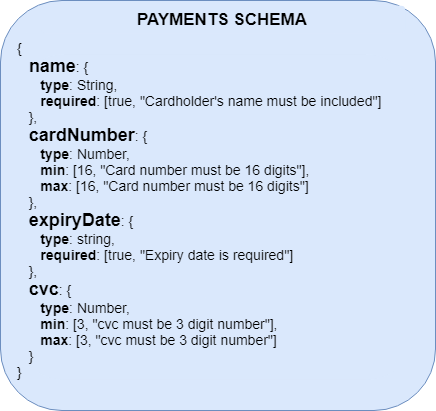 PAYMENTS SCHEMA
{
name: {
type: String,
required: [true, "Cardholder's name must be included"]
},
cardNumber: {
type: Number,
min: [16, "Card number must be 16 digits"],
max: [16, "Card number must be 16 digits"]
},
expiryDate: {
type: string,
required: [true, "Expiry date is required"]
},
cvc: {
type: Number,
min: [3, "cvc must be 3 digit number"],
max: [3, "cvc must be 3 digit number"]
}
}